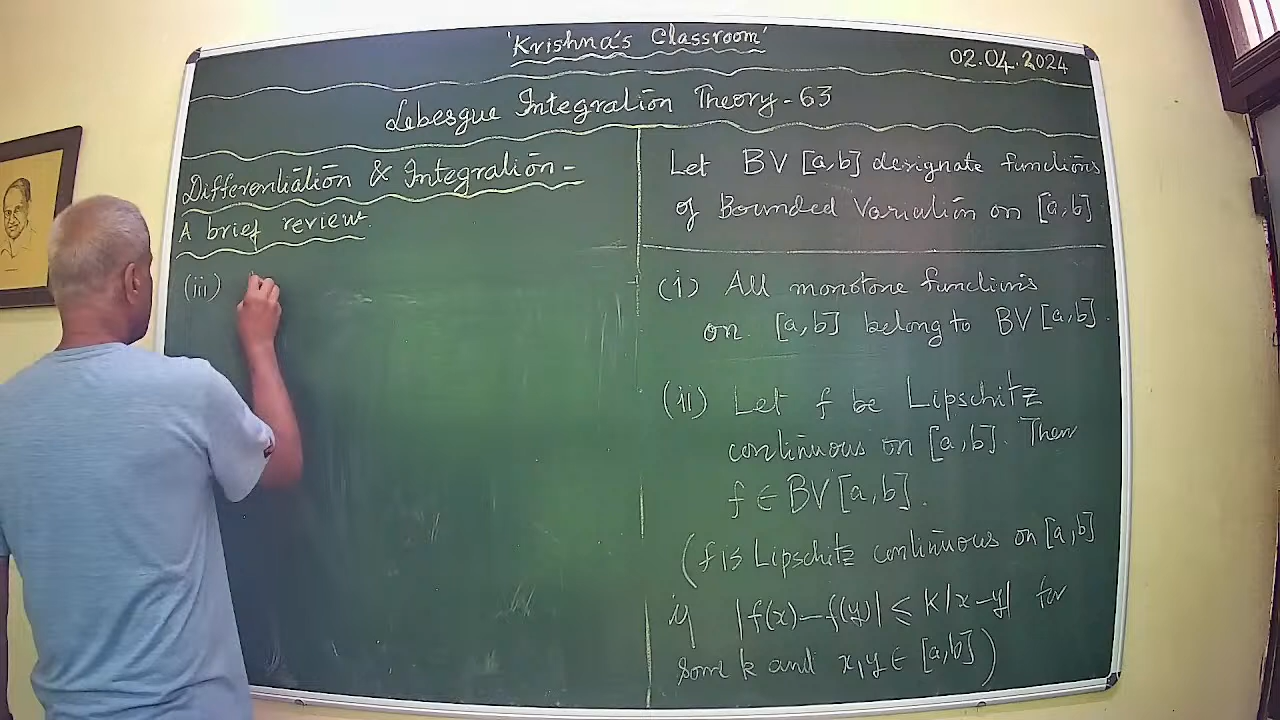 'Krishna's Classroom'
02.04.2024
Lebesgue Integration Theory - 63
Differentiation & Integration -
A brief review
(iii)
Let BV [a,b] designate functions
of Bounded Variation on [a,b]
(i) All monotone functions
on [a,b] belong to BV[a,b].
(ii) Let f be Lipschitz
continuous on [a,b]. Then
f ∈ BV[a,b].
(f is Lipschitz continuous on [a,b]
if |f(x)-f(y)| ≤ k|x-y| for
some k and x,y ∈ [a,b])